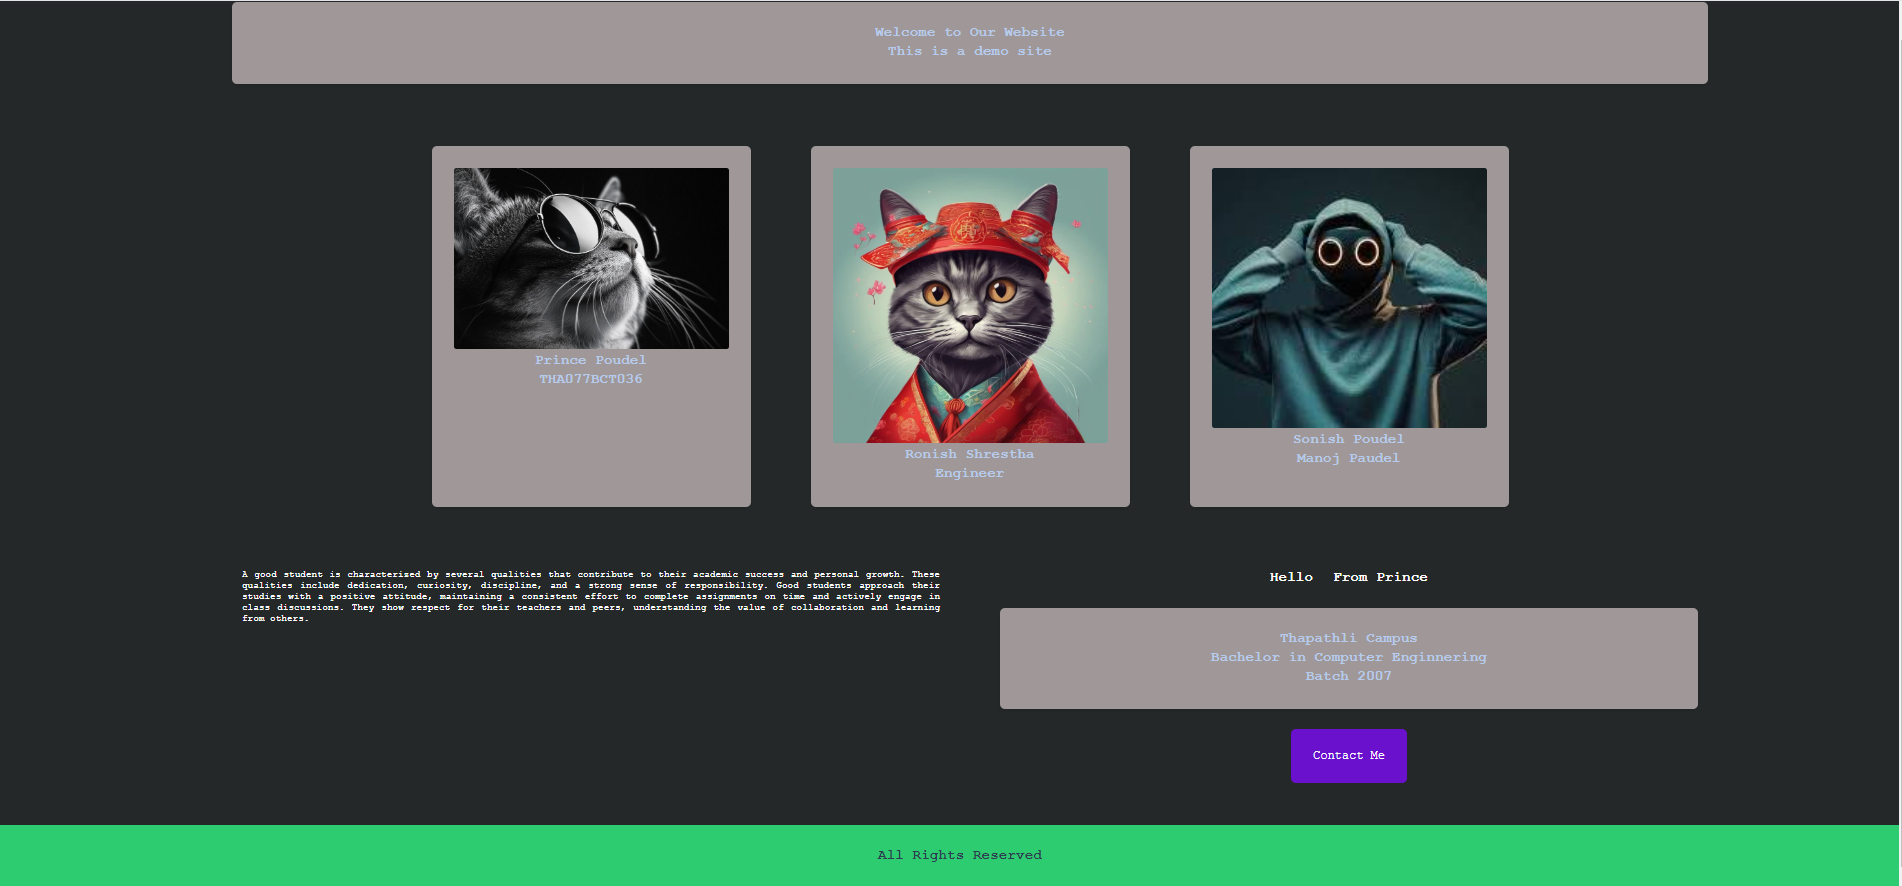 Welcome to Our Website
This is a demo site
Prince Poudel
THA077BCT036
Ronish Shrestha
Engineer
Sonish Poudel
Manoj Paudel
A good student is characterized by several qualities that contribute to their academic success and personal growth. These
qualities include dedication, curiosity, discipline, and a strong sense of responsibility. Good students approach their
studies with a positive attitude, maintaining a consistent effort to complete assignments on time and actively engage in
class discussions. They show respect for their teachers and peers, understanding the value of collaboration and learning
from others.
Hello From Prince
Thapathli Campus
Bachelor in Computer Enginnering
Batch 2007
Contact Me
All Rights Reserved